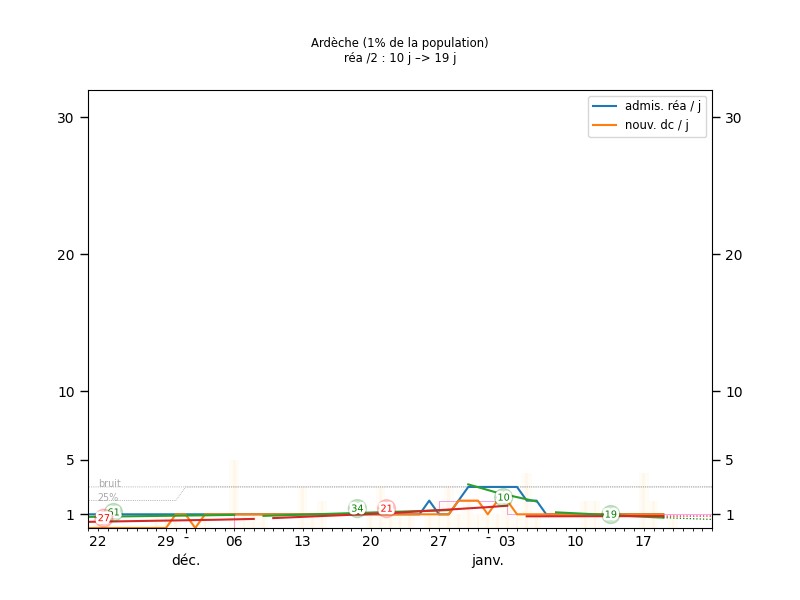 Ardèche (1% de la population)
réa /2 : 10 j –> 19 j
admis. réa / j
nouv. dc / j
30 30
20 20
10 10
5 5
1 1
bruit
25%
27 61 34 21 10 19
22 29 - 06 13 20 27 - 03 10 17
déc. janv.